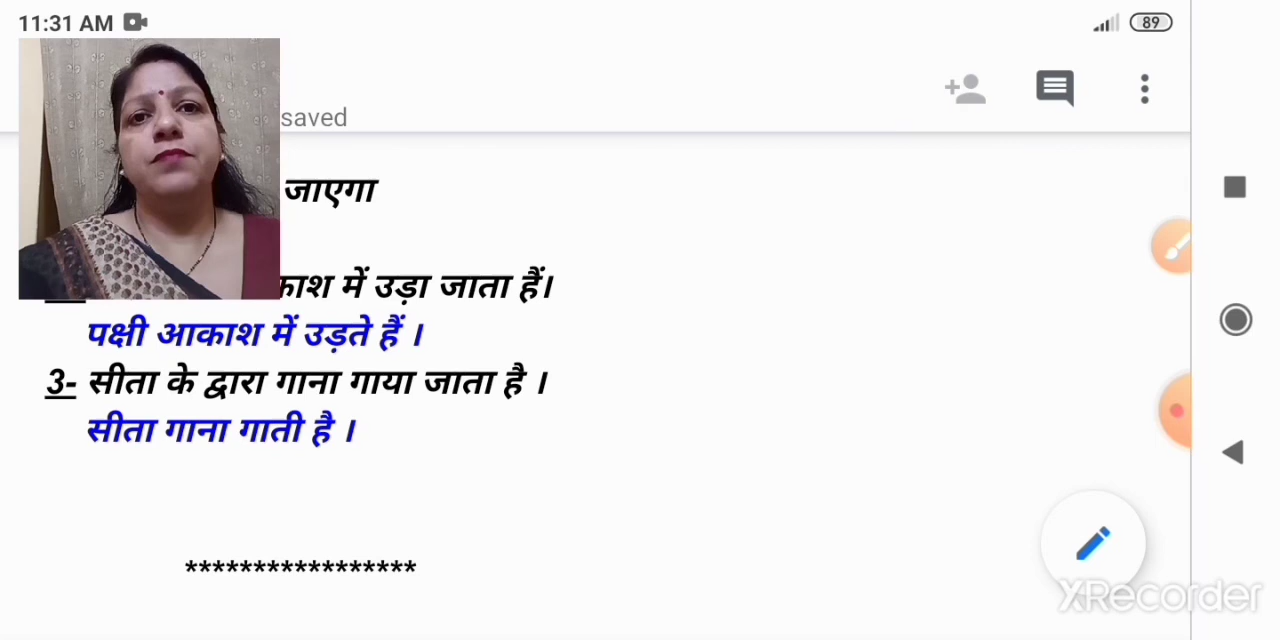 11:31 AM
89
saved
जाएगा
में उड़ा जाता हैं।
पक्षी आकाश में उड़ते हैं ।
3- सीता के द्वारा गाना गाया जाता है ।
सीता गाना गाती है ।
*****************
XRecorder